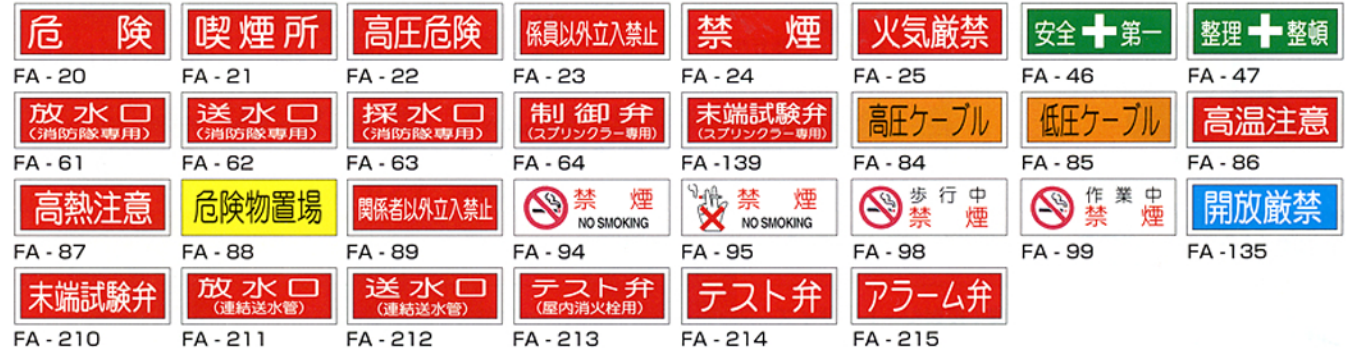 危 険 喫煙所 高圧危険 係員以外立入禁止 禁 煙 火気厳禁 安全 第一 整理 整頓
FA - 20 FA - 21 FA - 22 FA - 23 FA - 24 FA - 25 FA - 46 FA - 47
放水口 送水口 採水口 制御弁 末端試験弁 高圧ケーブル 低圧ケーブル 高温注意
(消防隊専用) (消防隊専用) (消防隊専用) (スプリンクラー専用) (スプリンクラー専用)
FA - 61 FA - 62 FA - 63 FA - 64 FA -139 FA - 84 FA - 85 FA - 86
高熱注意 危険物置場 関係者以外立入禁止 禁 煙 禁 煙 歩行中 作業中 開放厳禁
NO SMOKING NO SMOKING 禁 煙 禁 煙
FA - 87 FA - 88 FA - 89 FA - 94 FA - 95 FA - 98 FA - 99 FA -135
末端試験弁 放水口 送水口 テスト弁 テスト弁 アラーム弁
(連結送水管) (連結送水管) (屋内消火栓用)
FA - 210 FA - 211 FA - 212 FA - 213 FA - 214 FA - 215